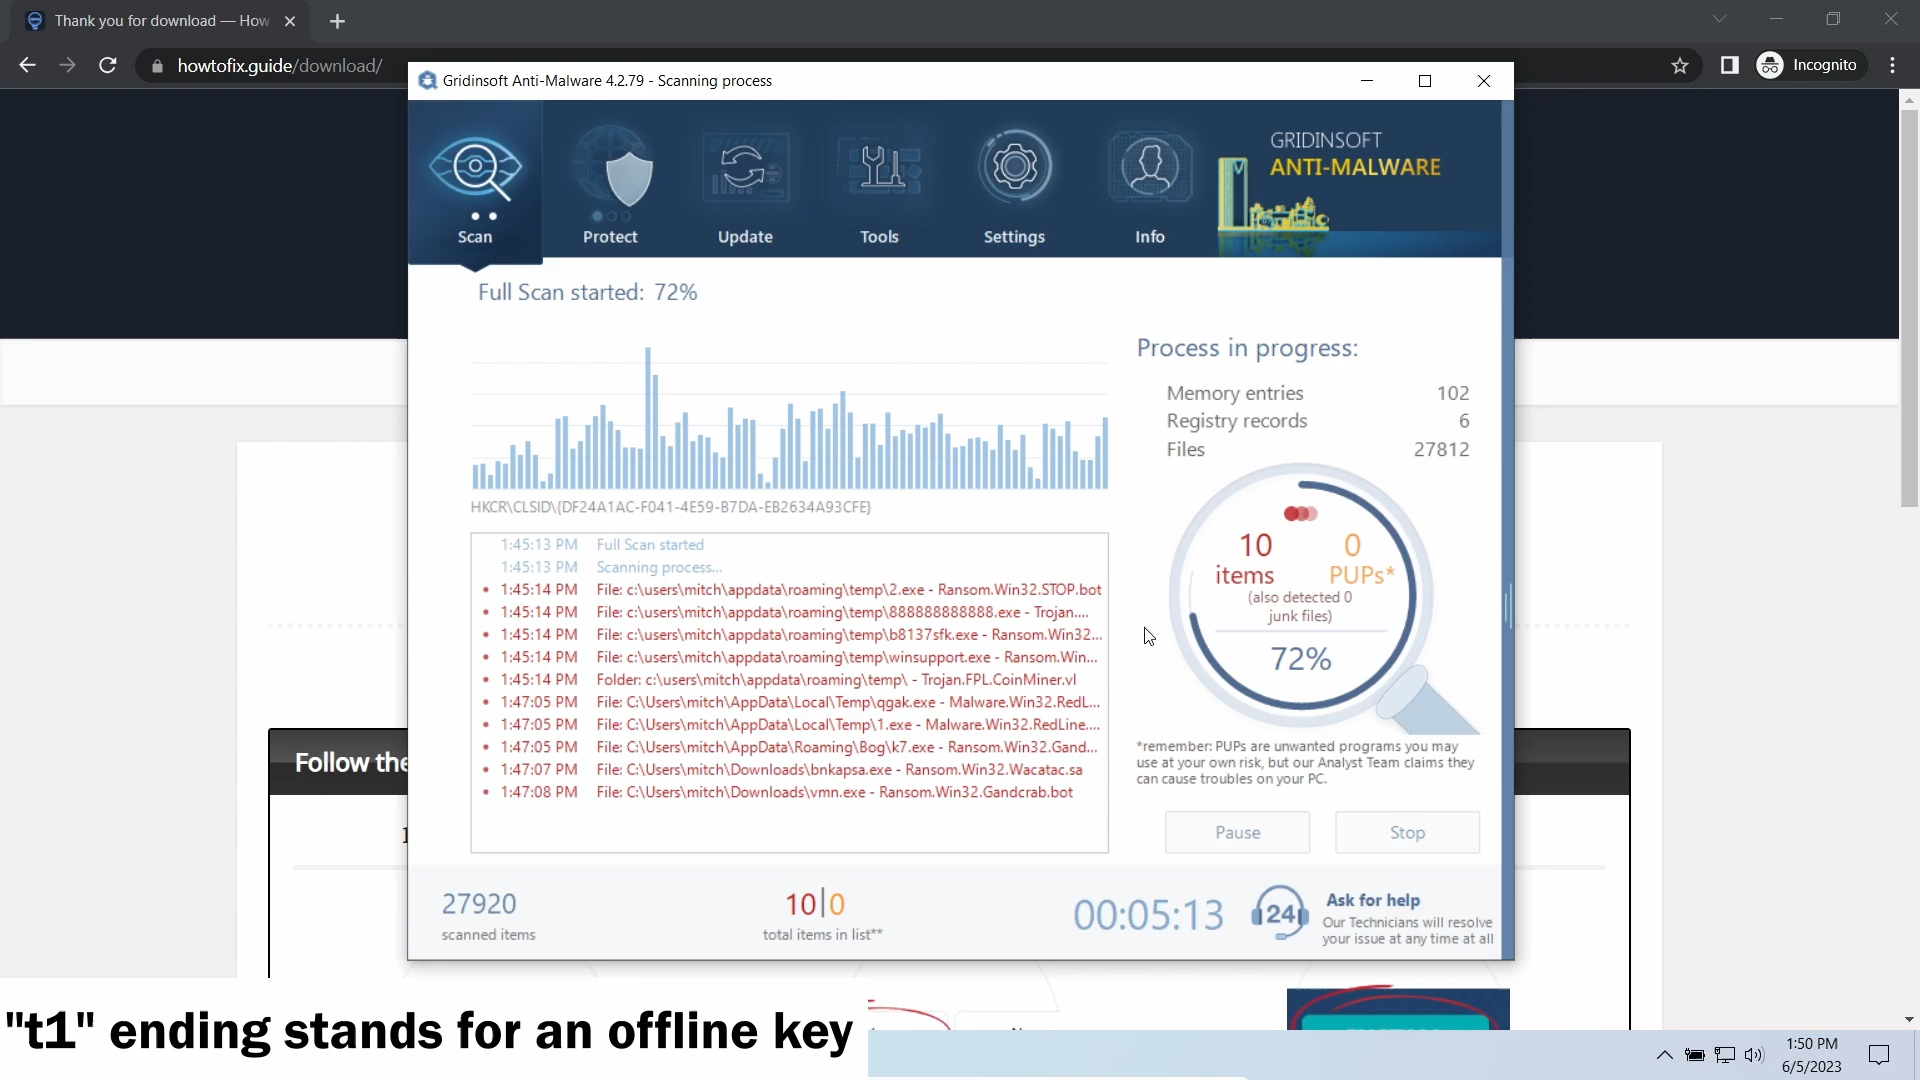 Thank you for download — How
howtofix.guide/download/
Incognito
Gridinsoft Anti-Malware 4.2.79 - Scanning process
Scan
Protect
Update
Tools
Settings
Info
GRIDINSOFT
ANTI-MALWARE
Full Scan started: 72%
HKCR\CLSID\{DF24A1AC-F041-4E59-B7DA-EB2634A93CFE}
1:45:13 PM Full Scan started
1:45:13 PM Scanning process...
• 1:45:14 PM File: c:\users\mitch\appdata\roaming\temp\2.exe - Ransom.Win32.STOP.bot
• 1:45:14 PM File: c:\users\mitch\appdata\roaming\temp\888888888888.exe - Trojan....
• 1:45:14 PM File: c:\users\mitch\appdata\roaming\temp\b8137sfk.exe - Ransom.Win32...
• 1:45:14 PM File: c:\users\mitch\appdata\roaming\temp\winsupport.exe - Ransom.Win...
• 1:45:14 PM Folder: c:\users\mitch\appdata\roaming\temp\ - Trojan.FPL.CoinMiner.vl
• 1:47:05 PM File: C:\Users\mitch\AppData\Local\Temp\qgak.exe - Malware.Win32.RedL...
• 1:47:05 PM File: C:\Users\mitch\AppData\Local\Temp\1.exe - Malware.Win32.RedLine....
• 1:47:05 PM File: C:\Users\mitch\AppData\Roaming\Bog\k7.exe - Ransom.Win32.Gand...
• 1:47:07 PM File: C:\Users\mitch\Downloads\bnkapsa.exe - Ransom.Win32.Wacatac.sa
• 1:47:08 PM File: C:\Users\mitch\Downloads\vmn.exe - Ransom.Win32.Gandcrab.bot
Process in progress:
Memory entries 102
Registry records 6
Files 27812
10 0
items PUPs*
(also detected 0
junk files)
72%
*remember: PUPs are unwanted programs you may
use at your own risk, but our Analyst Team claims they
can cause troubles on your PC.
Pause
Stop
27920
scanned items
10|0
total items in list**
00:05:13
24
Ask for help
Our Technicians will resolve
your issue at any time at all
Follow the
1
"t1" ending stands for an offline key
1:50 PM
6/5/2023